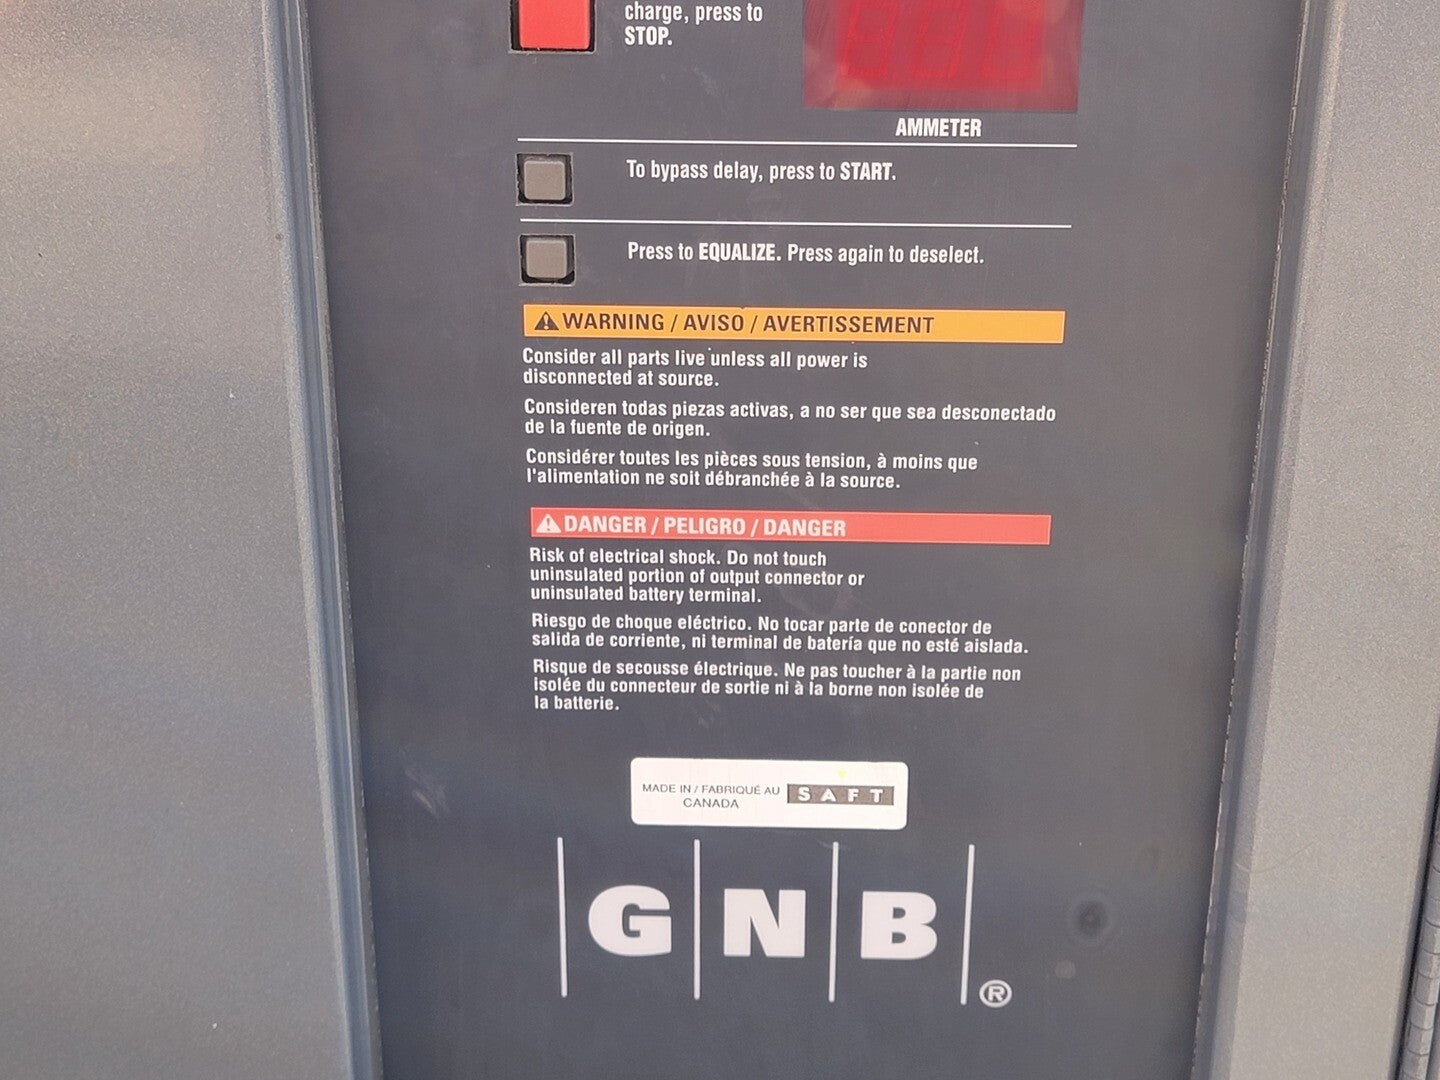 charge, press to
STOP.
AMMETER
To bypass delay, press to START.
Press to EQUALIZE. Press again to deselect.
WARNING / AVISO / AVERTISSEMENT
Consider all parts live unless all power is
disconnected at source.
Consideren todas piezas activas, a no ser que sea desconectado
de la fuente de origen.
Considérer toutes les pièces sous tension, à moins que
l'alimentation ne soit débranchée à la source.
DANGER / PELIGRO / DANGER
Risk of electrical shock. Do not touch
uninsulated portion of output connector or
uninsulated battery terminal.
Riesgo de choque eléctrico. No tocar parte de conector de
salida de corriente, ni terminal de batería que no esté aislada.
Risque de secousse électrique. Ne pas toucher à la partie non
isolée du connecteur de sortie ni à la borne non isolée de
la batterie.
MADE IN / FABRIQUÉ AU SAFT
CANADA
GNB
®